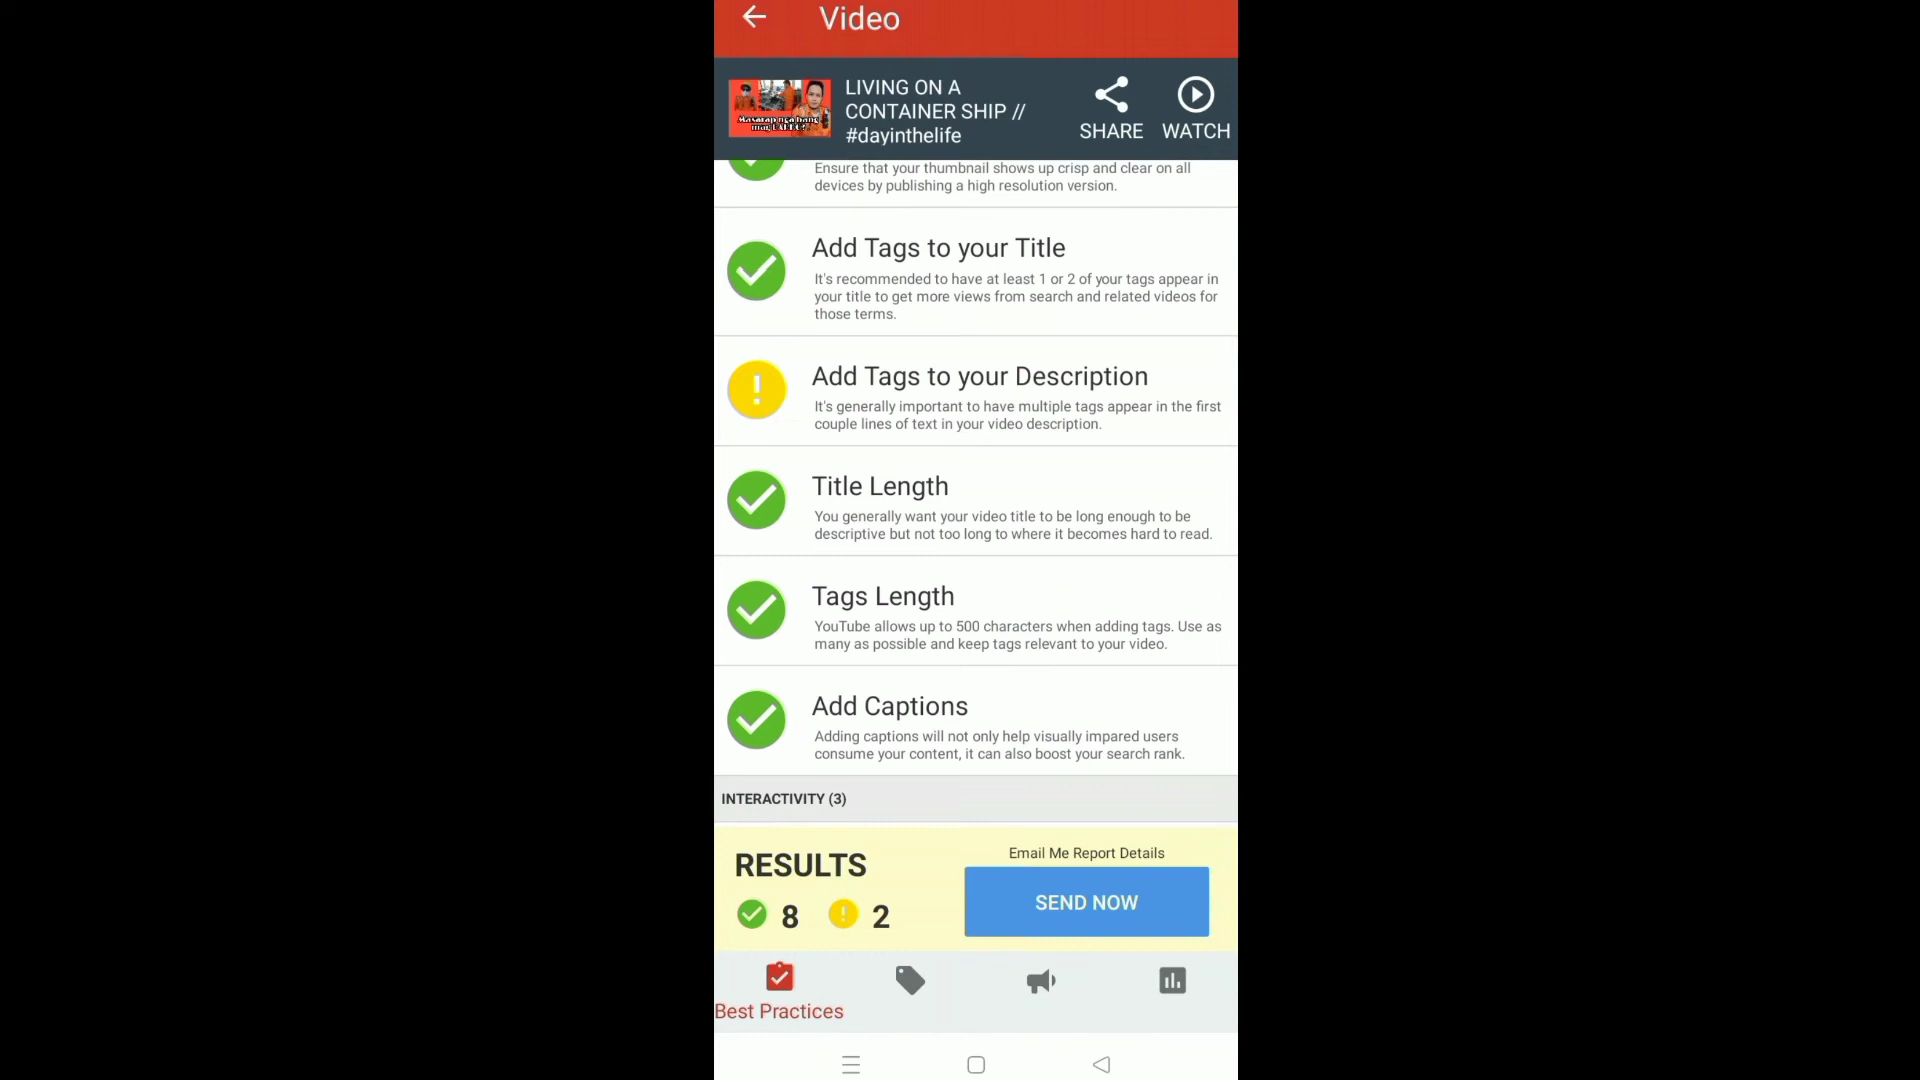 Video
LIVING ON A
CONTAINER SHIP //
#dayinthelife
SHARE
WATCH
Masarap nga bang
mag BARKO?
Ensure that your thumbnail shows up crisp and clear on all
devices by publishing a high resolution version.
Add Tags to your Title
It's recommended to have at least 1 or 2 of your tags appear in
your title to get more views from search and related videos for
those terms.
Add Tags to your Description
It's generally important to have multiple tags appear in the first
couple lines of text in your video description.
Title Length
You generally want your video title to be long enough to be
descriptive but not too long to where it becomes hard to read.
Tags Length
YouTube allows up to 500 characters when adding tags. Use as
many as possible and keep tags relevant to your video.
Add Captions
Adding captions will not only help visually impared users
consume your content, it can also boost your search rank.
INTERACTIVITY (3)
RESULTS
8
! 2
Email Me Report Details
SEND NOW
Best Practices